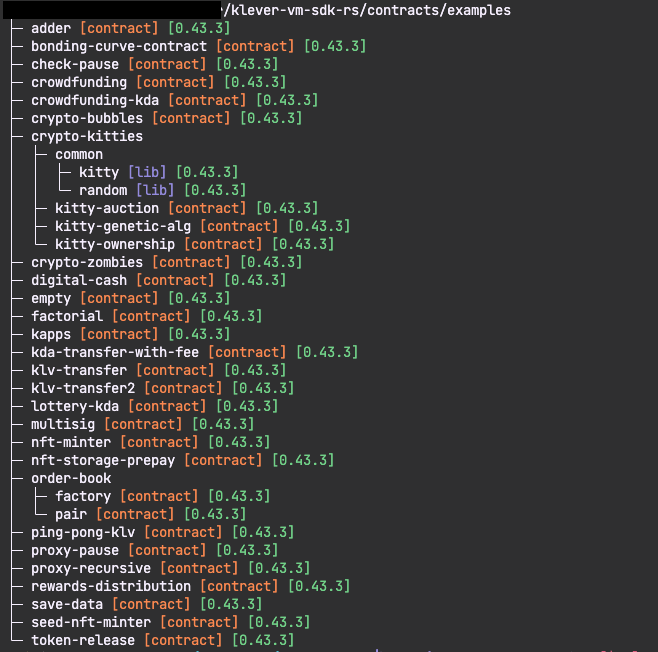 /klever-vm-sdk-rs/contracts/examples
├─ adder [contract] [0.43.3]
├─ bonding-curve-contract [contract] [0.43.3]
├─ check-pause [contract] [0.43.3]
├─ crowdfunding [contract] [0.43.3]
├─ crowdfunding-kda [contract] [0.43.3]
├─ crypto-bubbles [contract] [0.43.3]
├─ crypto-kitties
│  ├─ common
│  │  ├─ kitty [lib] [0.43.3]
│  │  └─ random [lib] [0.43.3]
│  ├─ kitty-auction [contract] [0.43.3]
│  ├─ kitty-genetic-alg [contract] [0.43.3]
│  └─ kitty-ownership [contract] [0.43.3]
├─ crypto-zombies [contract] [0.43.3]
├─ digital-cash [contract] [0.43.3]
├─ empty [contract] [0.43.3]
├─ factorial [contract] [0.43.3]
├─ kapps [contract] [0.43.3]
├─ kda-transfer-with-fee [contract] [0.43.3]
├─ klv-transfer [contract] [0.43.3]
├─ klv-transfer2 [contract] [0.43.3]
├─ lottery-kda [contract] [0.43.3]
├─ multisig [contract] [0.43.3]
├─ nft-minter [contract] [0.43.3]
├─ nft-storage-prepay [contract] [0.43.3]
├─ order-book
│  ├─ factory [contract] [0.43.3]
│  └─ pair [contract] [0.43.3]
├─ ping-pong-klv [contract] [0.43.3]
├─ proxy-pause [contract] [0.43.3]
├─ proxy-recursive [contract] [0.43.3]
├─ rewards-distribution [contract] [0.43.3]
├─ save-data [contract] [0.43.3]
├─ seed-nft-minter [contract] [0.43.3]
└─ token-release [contract] [0.43.3]